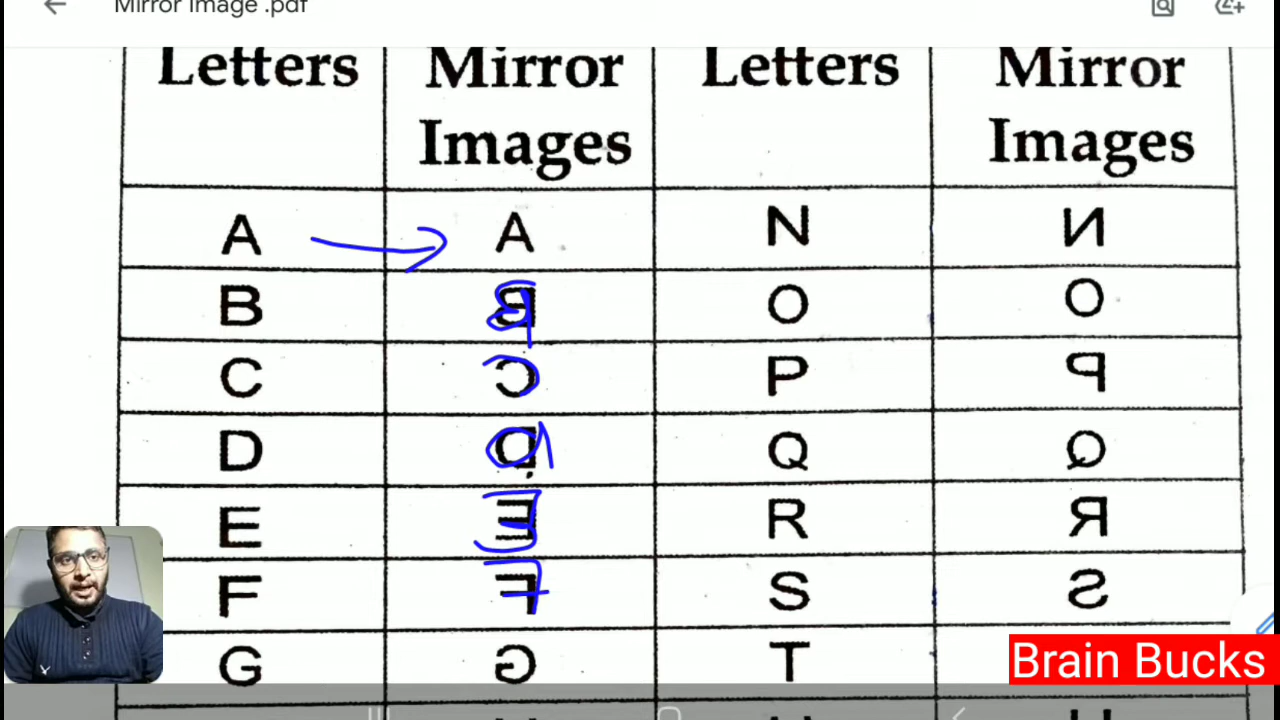 Mirror Image .pdf
Letters Mirror Images Letters Mirror Images
A A N И
B ᗺ O O
C Ɔ P ꟼ
D ᗡ Q Ọ
E Ǝ R Я
F ꟻ S Ƨ
G T
Brain Bucks